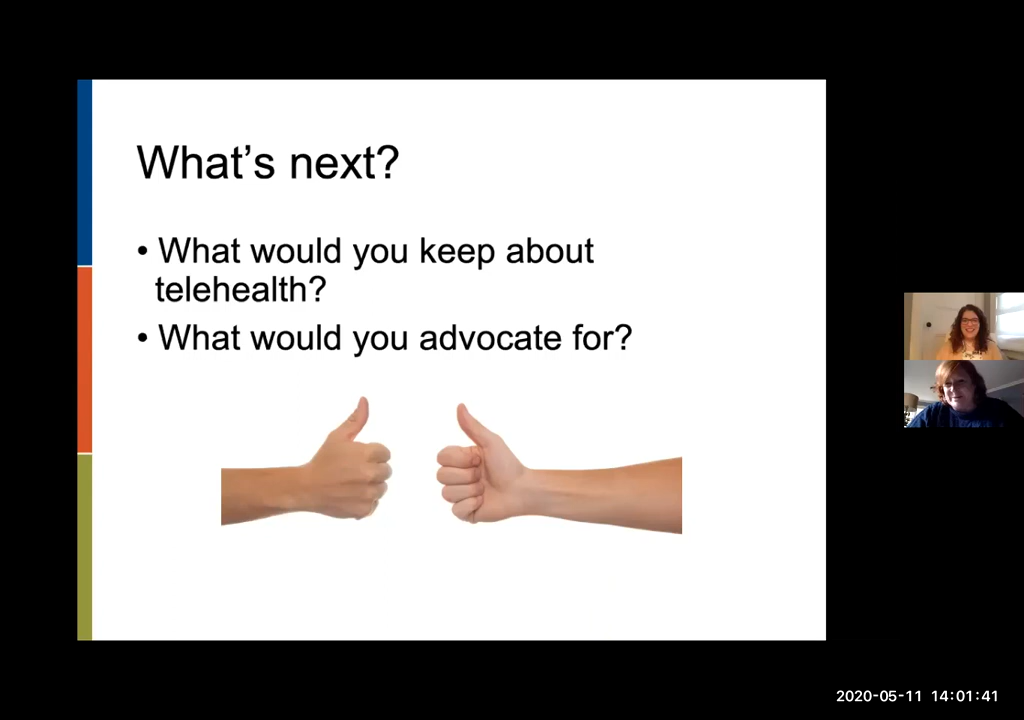 What’s next?
• What would you keep about
telehealth?
• What would you advocate for?
2020-05-11 14:01:41